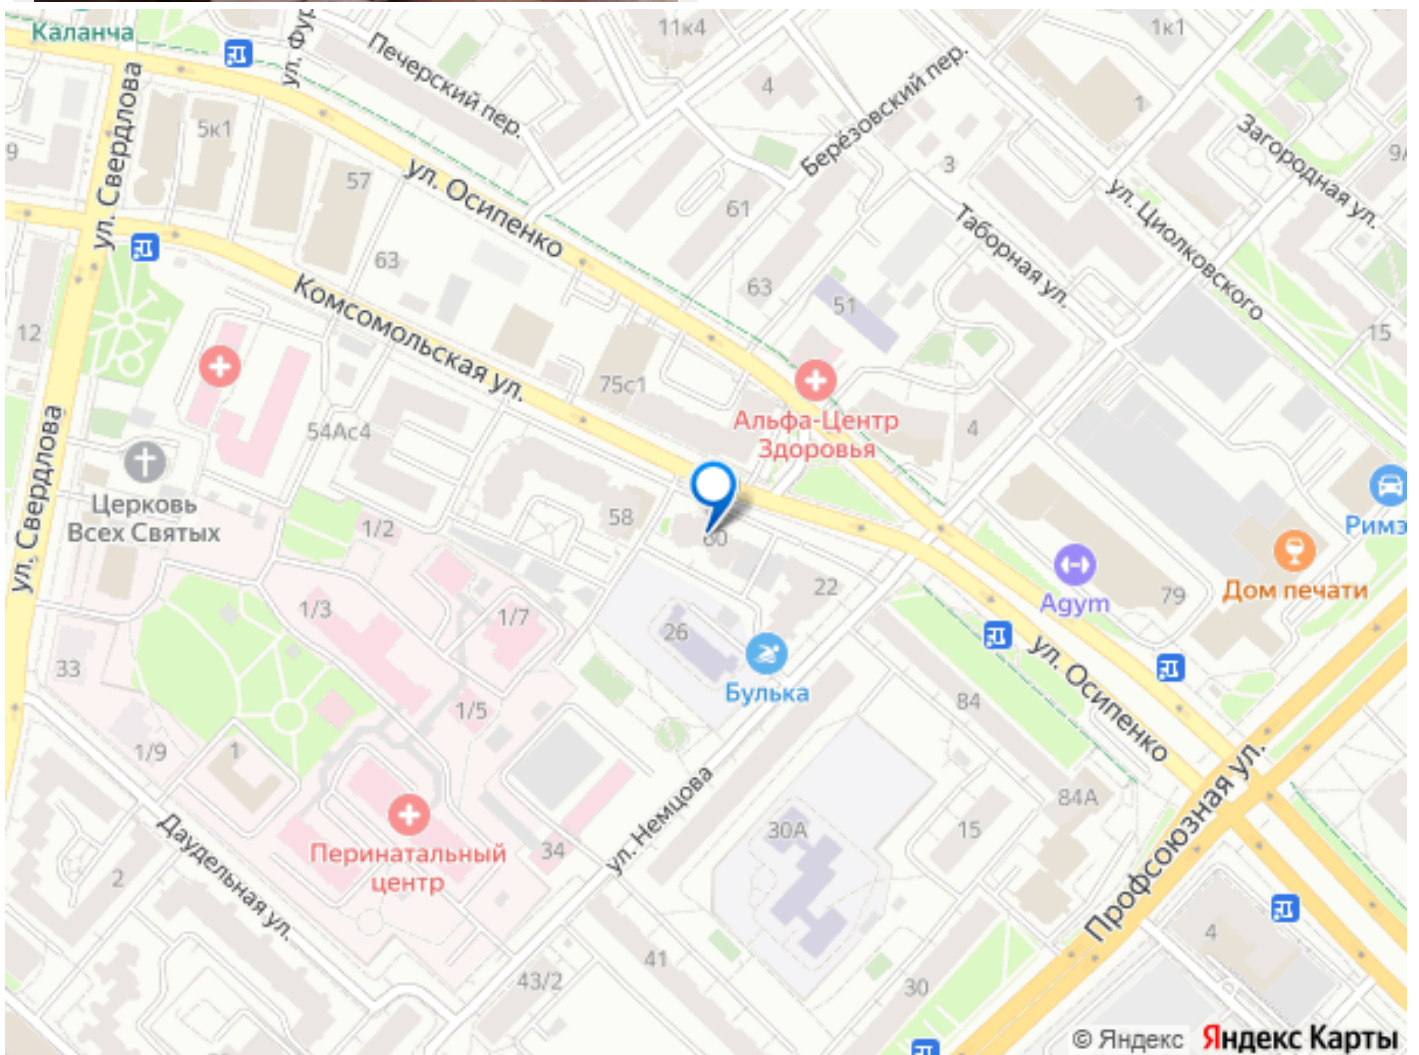 Каланча
ул. Фур
11к4
1к1
Печерский пер.
4
Берёзовский пер.
1
5к1
9
ул. Свердлова
Загородная ул.
9А
57
ул. Осипенко
3
ул. Циолковского
61
Таборная ул.
63
63
51
Комсомольская ул.
12
15
75с1
Альфа-Центр
Здоровья
4
54Ас4
ул. Свердлова
Церковь
Всех Святых
1/2
58
60
Римэ
22
Agym
79
Дом печати
1/3
1/7
26
Булька
ул. Осипенко
33
1/5
84
1/9
1
Профсоюзная ул.
84А
ул. Немцова
30А
15
Даудельная ул.
Перинатальный
центр
34
2
4
41
43/2
30
© Яндекс Яндекс Карты